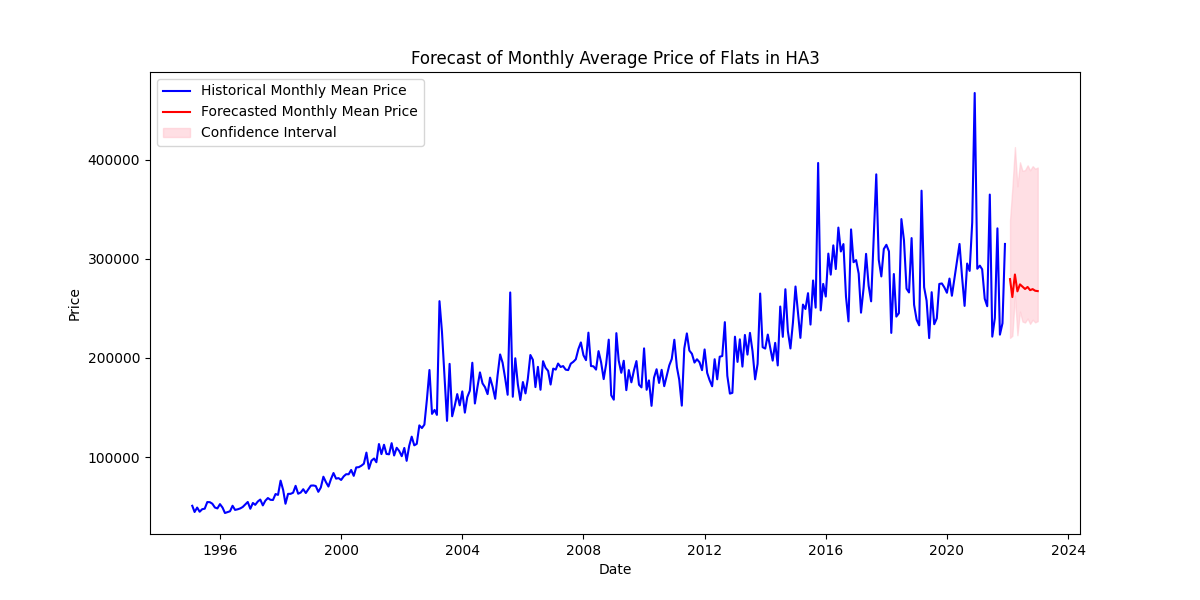 Forecast of Monthly Average Price of Flats in HA3
Historical Monthly Mean Price
Forecasted Monthly Mean Price
Confidence Interval
400000
300000
200000
100000
Price
1996 2000 2004 2008 2012 2016 2020 2024
Date